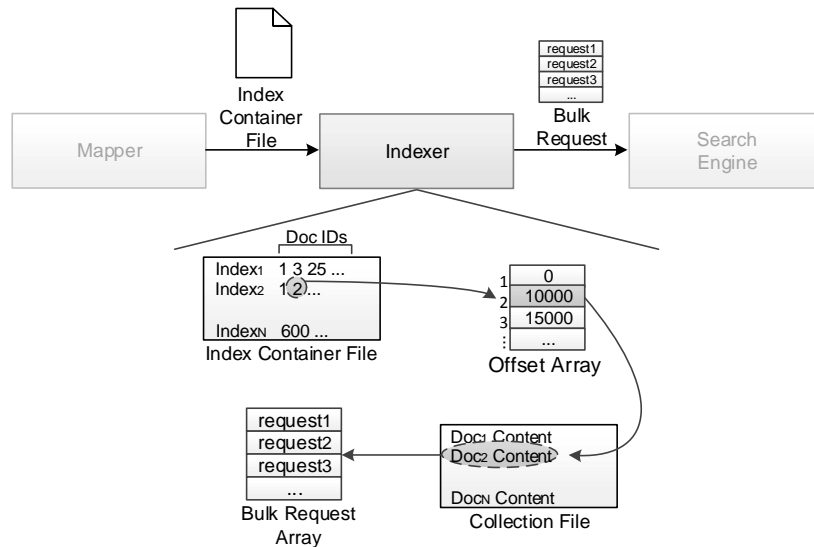 request1
request2
request3
...
Index
Container
File
Bulk
Request
Mapper
Indexer
Search
Engine
Doc IDs
Index1 1 3 25 ...
Index2 1 2 ...
IndexN 600 ...
Index Container File
1 0
2 10000
3 15000
⋮ ...
Offset Array
request1
request2
request3
...
Bulk Request
Array
Doc1 Content
Doc2 Content
DocN Content
Collection File